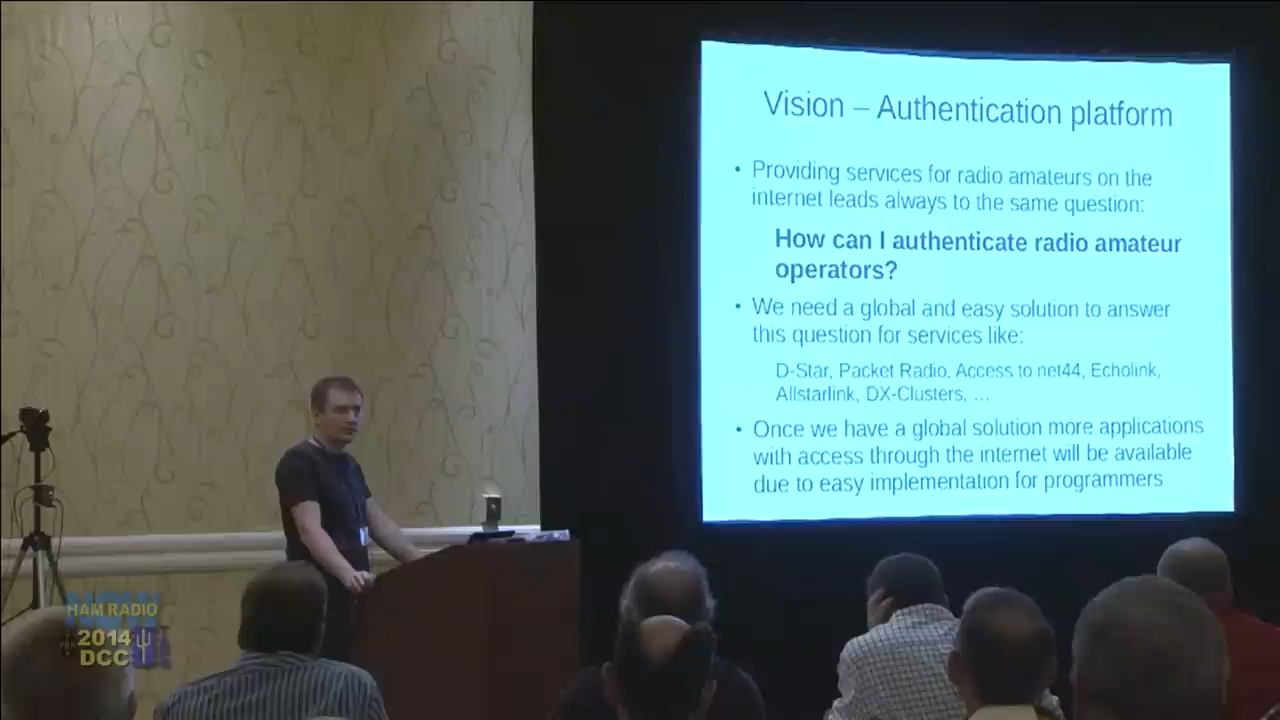 Vision – Authentication platform
• Providing services for radio amateurs on the
internet leads always to the same question:
How can I authenticate radio amateur
operators?
• We need a global and easy solution to answer
this question for services like:
D-Star, Packet Radio, Access to net44, Echolink,
Allstarlink, DX-Clusters, ...
• Once we have a global solution more applications
with access through the internet will be available
due to easy implementation for programmers
HAM RADIO
NOW
2014
DCC